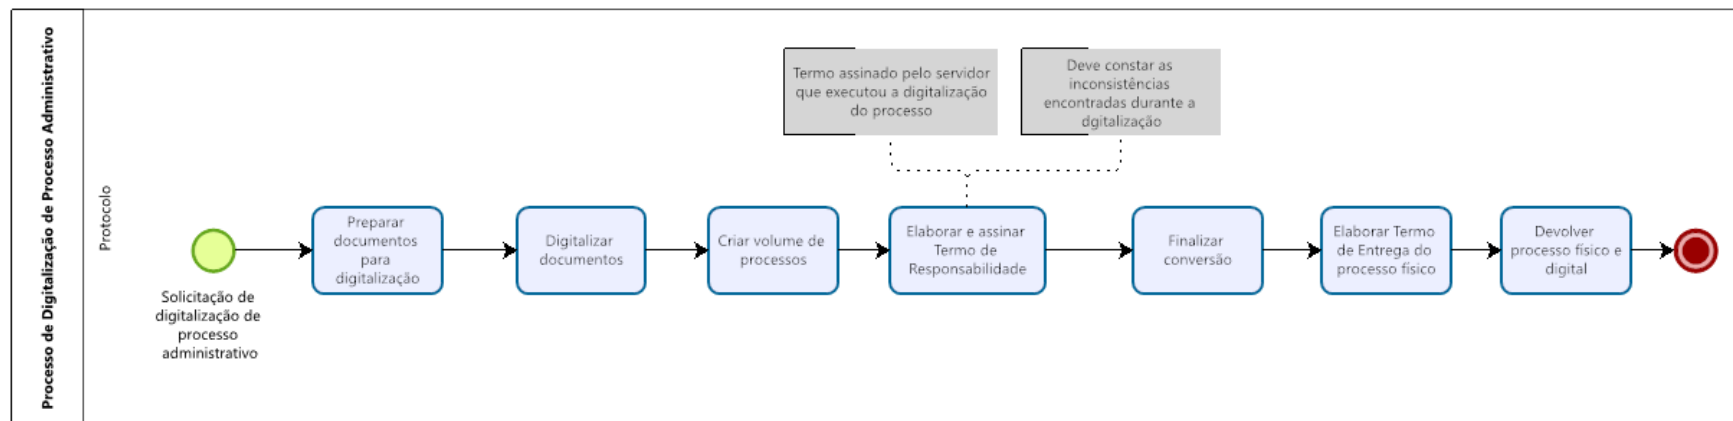 Processo de Digitalização de Processo Administrativo
Protocolo
Solicitação de
digitalização de
processo
administrativo
Preparar
documentos
para
digitalização
Digitalizar
documentos
Criar volume de
processos
Termo assinado pelo servidor
que executou a digitalização
do processo
Deve constar as
inconsistências
encontradas durante a
dgitalização
Elaborar e assinar
Termo de
Responsabilidade
Finalizar
conversão
Elaborar Termo
de Entrega do
processo físico
Devolver
processo físico e
digital